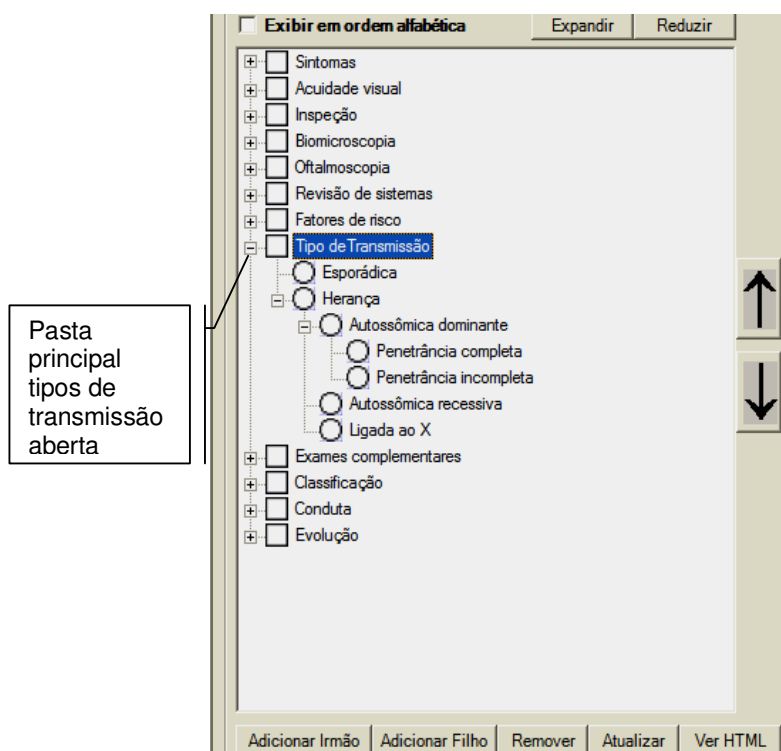 Exibir em ordem alfabética
Expandir
Reduzir
Sintomas
Acuidade visual
Inspeção
Biomicroscopia
Oftalmoscopia
Revisão de sistemas
Fatores de risco
Tipo de Transmissão
Esporádica
Herança
Autossômica dominante
Penetrância completa
Penetrância incompleta
Autossômica recessiva
Ligada ao X
Exames complementares
Classificação
Conduta
Evolução
Pasta
principal
tipos de
transmissão
aberta
Adicionar Irmão
Adicionar Filho
Remover
Atualizar
Ver HTML